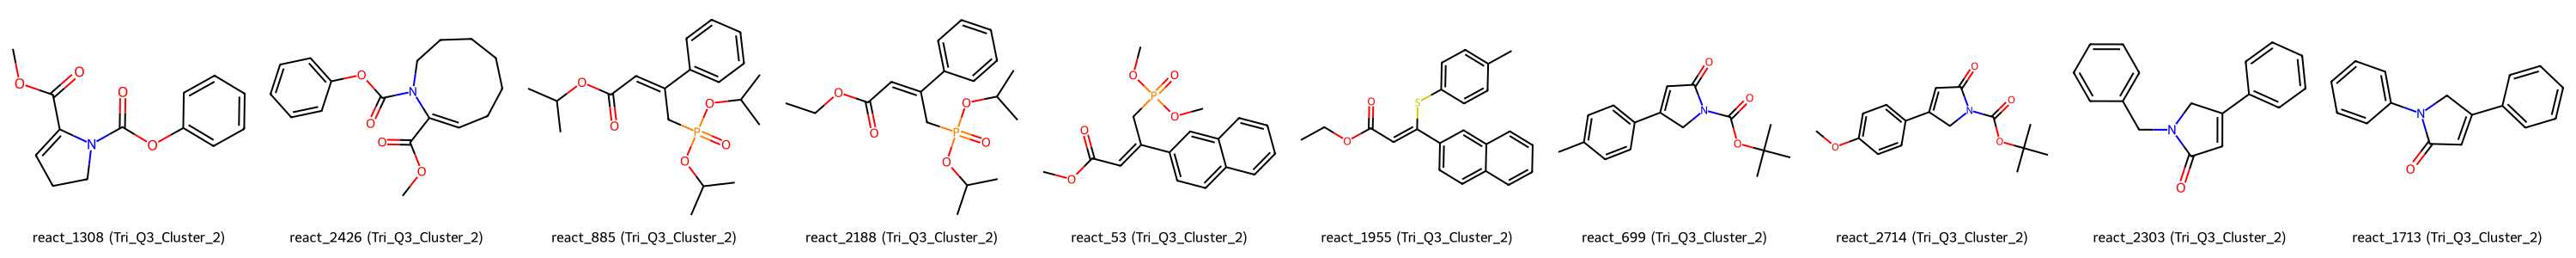 react_1308 (Tri_Q3_Cluster_2)
react_2426 (Tri_Q3_Cluster_2)
react_885 (Tri_Q3_Cluster_2)
react_2188 (Tri_Q3_Cluster_2)
react_53 (Tri_Q3_Cluster_2)
react_1955 (Tri_Q3_Cluster_2)
react_699 (Tri_Q3_Cluster_2)
react_2714 (Tri_Q3_Cluster_2)
react_2303 (Tri_Q3_Cluster_2)
react_1713 (Tri_Q3_Cluster_2)